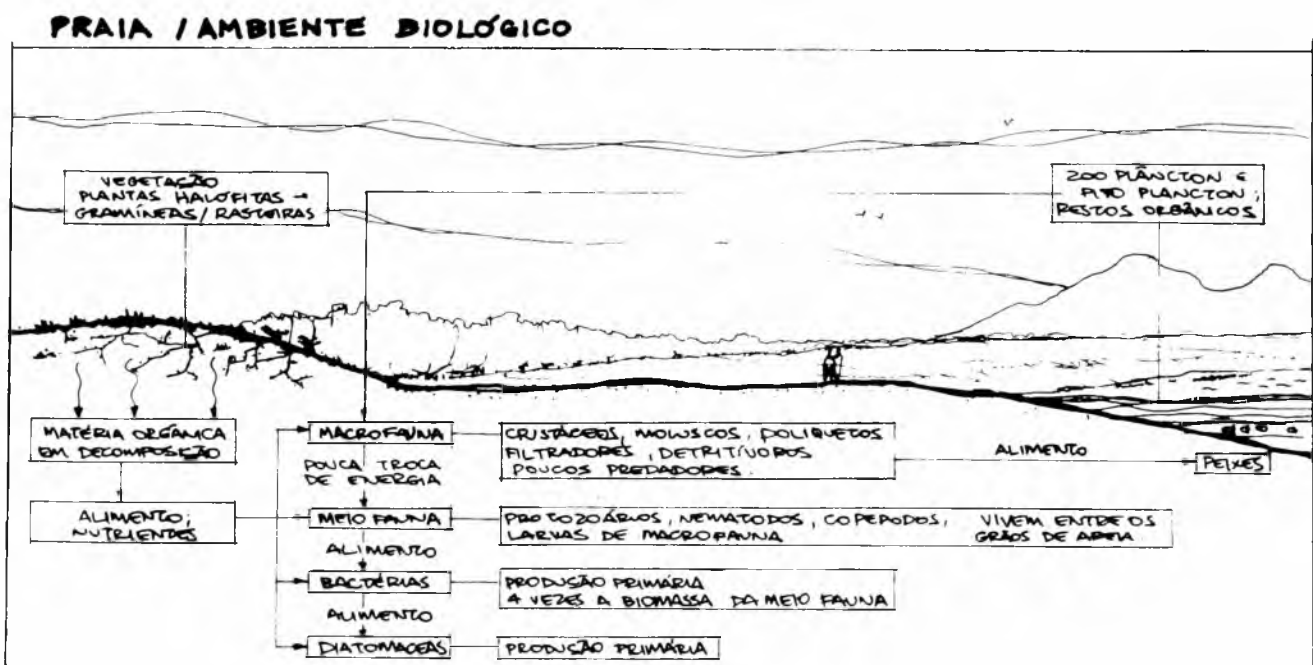 PRAIA / AMBIENTE BIOLÓGICO
VEGETAÇÃO
PLANTAS HALÓFITAS -
GRAMÍNEAS/RASTEIRAS
ZOO PLÂNCTON E
FITO PLANCTON;
RESTOS ORGÂNICOS
MATÉRIA ORGÂNICA
EM DECOMPOSIÇÃO
ALIMENTO;
NUTRIENTES
MACROFAUNA
CRUSTÁCEOS, MOLUSCOS, POLIQUETOS
FILTRADORES, DETRITÍVOROS
POUCOS PREDADORES.
ALIMENTO
PEIXES
POUCA TROCA
DE ENERGIA
MEIO FAUNA
PROTOZOÁRIOS, NEMATODOS, COPEPODOS,
LARVAS DE MACROFAUNA
VIVEM ENTRE OS
GRÃOS DE AREIA
ALIMENTO
BACTÉRIAS
PRODUSÃO PRIMÁRIA
4 VEZES A BIOMASSA DA MEIO FAUNA
ALIMENTO
DIATOMACEAS
PRODUSÃO PRIMÁRIA